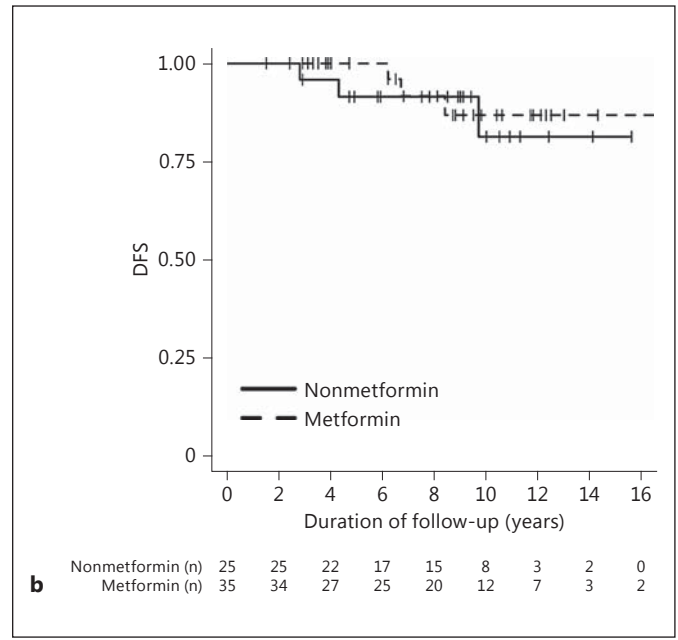 1.00
0.75
DFS
0.50
0.25
Nonmetformin
Metformin
0
0 2 4 6 8 10 12 14 16
Duration of follow-up (years)
Nonmetformin (n) 25 25 22 17 15 8 3 2 0
b Metformin (n) 35 34 27 25 20 12 7 3 2